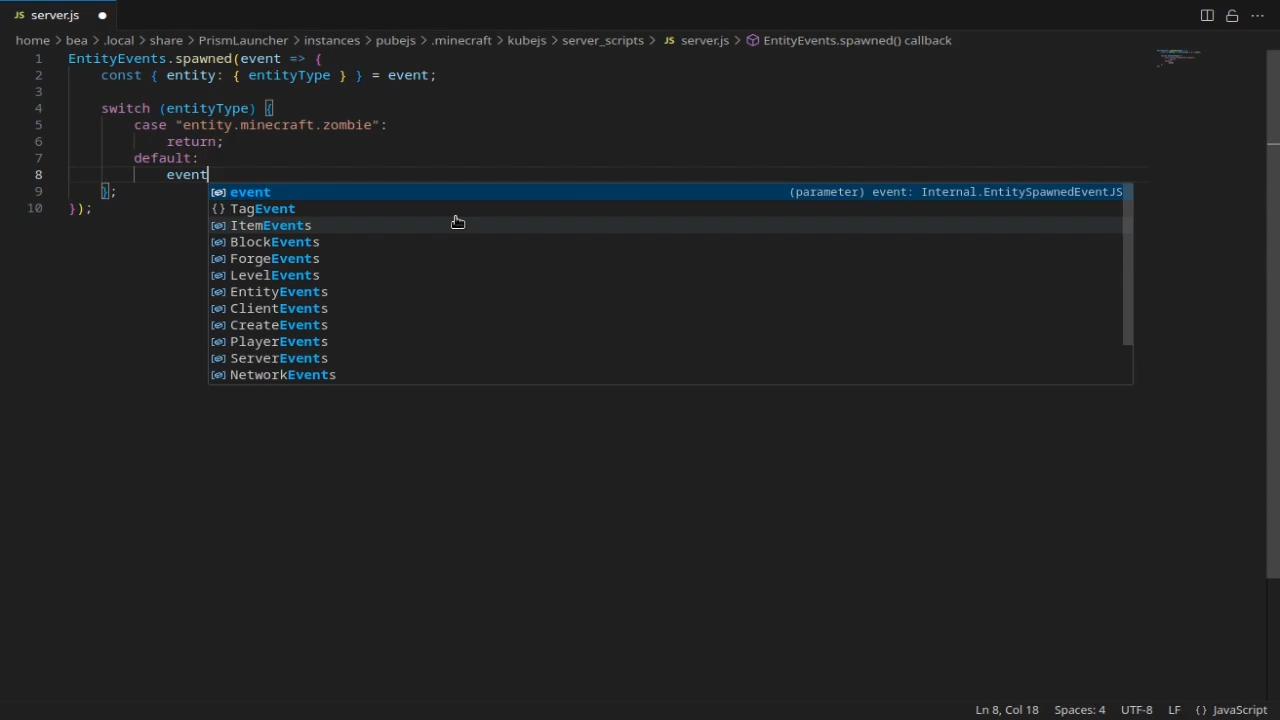 JS server.js
home > bea > .local > share > PrismLauncher > instances > pubejs > .minecraft > kubejs > server_scripts > JS server.js > EntityEvents.spawned() callback
1 EntityEvents.spawned(event => {
2 const { entity: { entityType } } = event;
3
4 switch (entityType) {
5 case "entity.minecraft.zombie":
6 return;
7 default:
8 event
event (parameter) event: Internal.EntitySpawnedEventJS
9 };
{} TagEvent
10 });
ItemEvents
BlockEvents
ForgeEvents
LevelEvents
EntityEvents
ClientEvents
CreateEvents
PlayerEvents
ServerEvents
NetworkEvents
Ln 8, Col 18 Spaces: 4 UTF-8 LF {} JavaScript